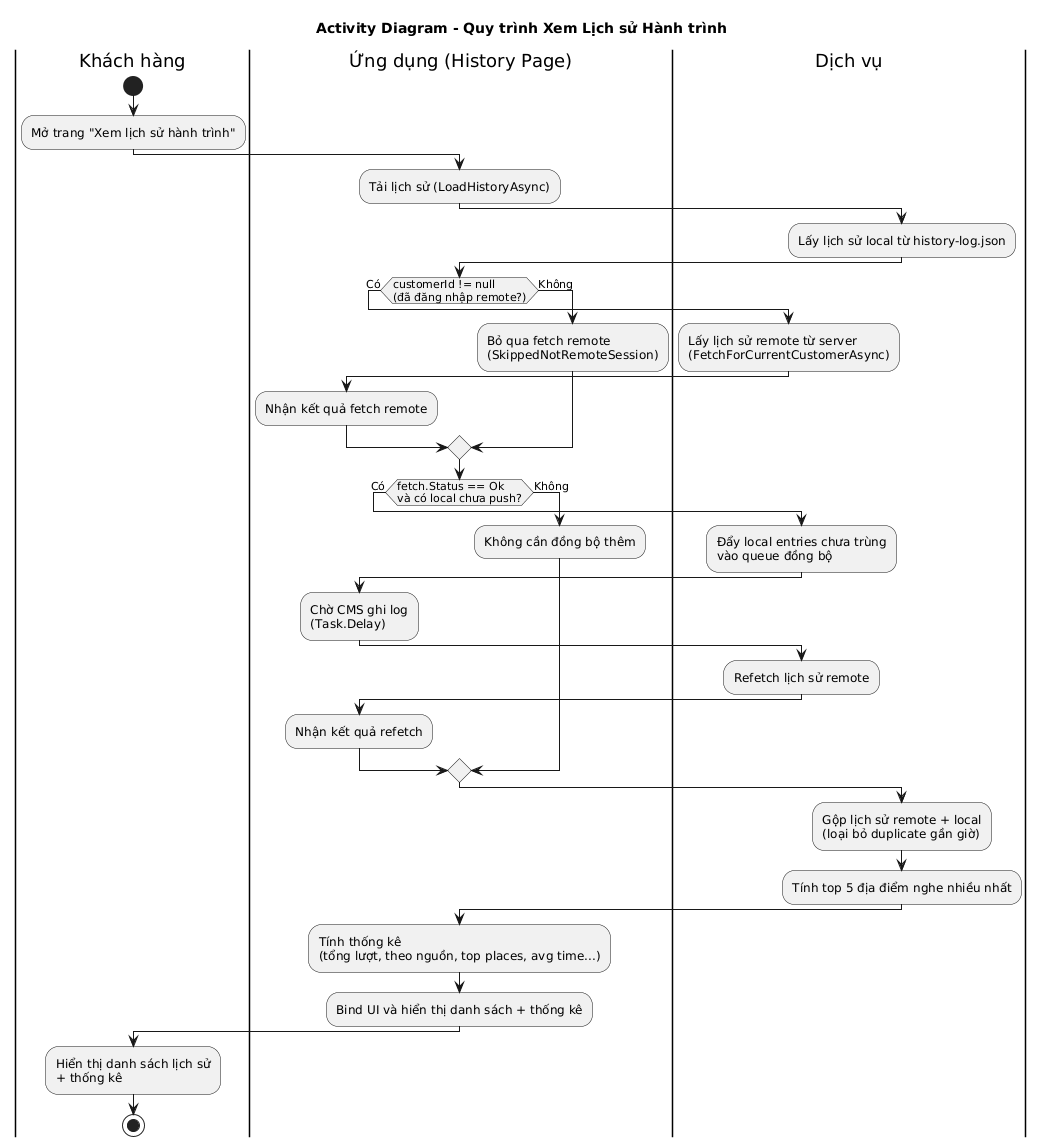 Activity Diagram - Quy trình Xem Lịch sử Hành trình
Khách hàng
Ứng dụng (History Page)
Dịch vụ
Mở trang "Xem lịch sử hành trình"
Tải lịch sử (LoadHistoryAsync)
Lấy lịch sử local từ history-log.json
Có
customerId != null
(đã đăng nhập remote?)
Không
Bỏ qua fetch remote
(SkippedNotRemoteSession)
Lấy lịch sử remote từ server
(FetchForCurrentCustomerAsync)
Nhận kết quả fetch remote
Có
fetch.Status == Ok
và có local chưa push?
Không
Không cần đồng bộ thêm
Đẩy local entries chưa trùng
vào queue đồng bộ
Chờ CMS ghi log
(Task.Delay)
Refetch lịch sử remote
Nhận kết quả refetch
Gộp lịch sử remote + local
(loại bỏ duplicate gần giờ)
Tính top 5 địa điểm nghe nhiều nhất
Tính thống kê
(tổng lượt, theo nguồn, top places, avg time...)
Bind UI và hiển thị danh sách + thống kê
Hiển thị danh sách lịch sử
+ thống kê